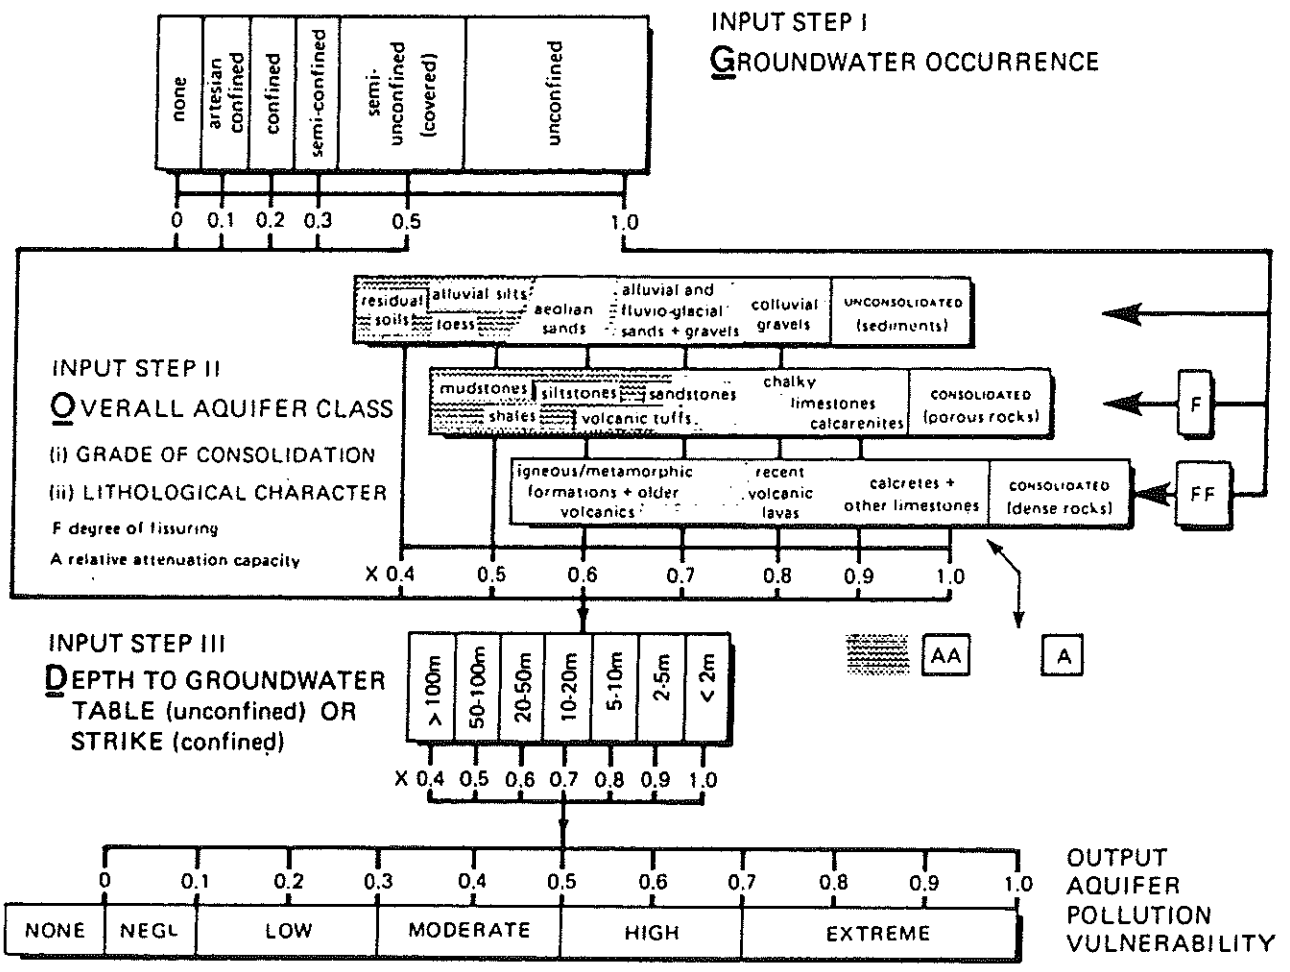 INPUT STEP I
GROUNDWATER OCCURRENCE
none
artesian
confined
confined
semi-confined
semi-
unconfined
(covered)
unconfined
0 0.1 0.2 0.3 0.5 1.0
residual
soils
alluvial silts
loess
aeolian
sands
alluvial and
fluvio-glacial
sands + gravels
colluvial
gravels
UNCONSOLIDATED
(sediments)
INPUT STEP II
OVERALL AQUIFER CLASS
(i) GRADE OF CONSOLIDATION
(ii) LITHOLOGICAL CHARACTER
F degree of fissuring
A relative attenuation capacity
mudstones
siltstones
sandstones
shales
volcanic tuffs
chalky
limestones
calcarenites
CONSOLIDATED
(porous rocks)
F
igneous/metamorphic
formations + older
volcanics
recent
volcanic
lavas
calcretes +
other limestones
CONSOLIDATED
(dense rocks)
FF
X 0.4 0.5 0.6 0.7 0.8 0.9 1.0
AA
A
INPUT STEP III
DEPTH TO GROUNDWATER
TABLE (unconfined) OR
STRIKE (confined)
> 100m
50-100m
20-50m
10-20m
5-10m
2-5m
< 2m
X 0.4 0.5 0.6 0.7 0.8 0.9 1.0
0 0.1 0.2 0.3 0.4 0.5 0.6 0.7 0.8 0.9 1.0
NONE NEGL LOW MODERATE HIGH EXTREME
OUTPUT
AQUIFER
POLLUTION
VULNERABILITY